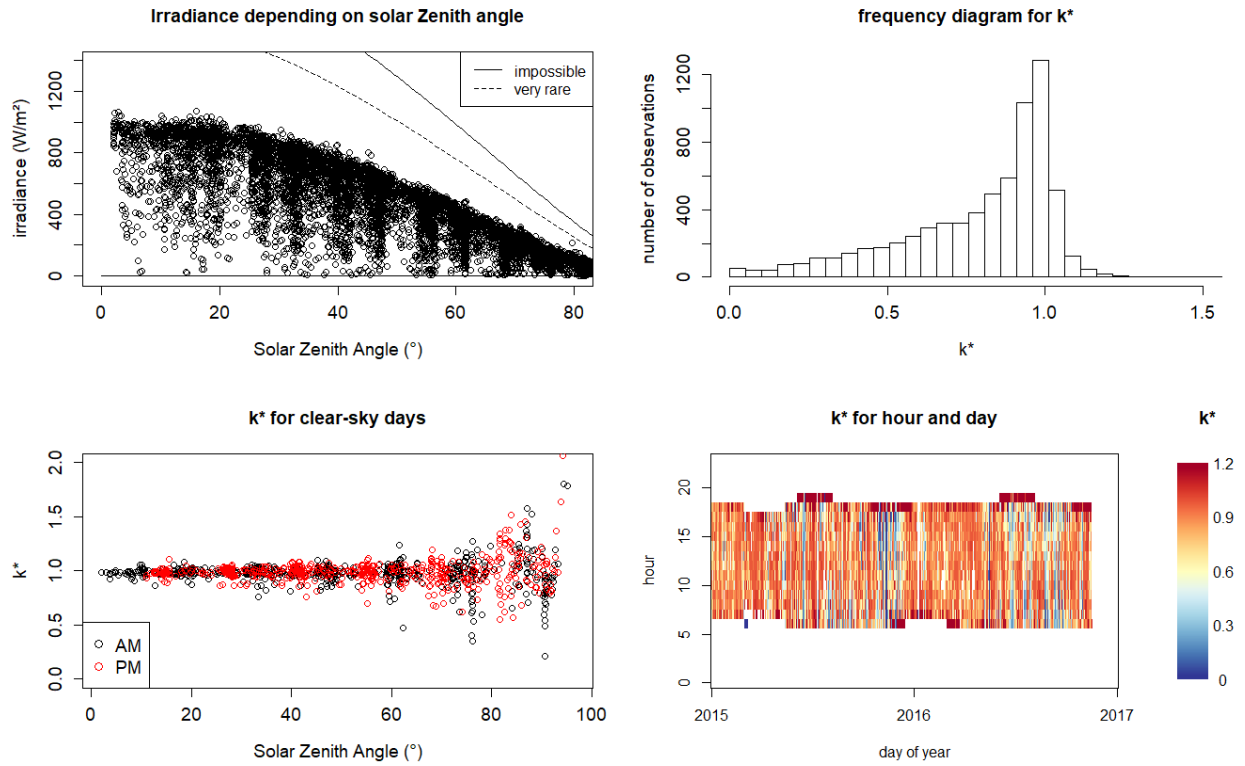 Irradiance depending on solar Zenith angle
irradiance (W/m²)
1200
800
400
0
impossible
very rare
0 20 40 60 80
Solar Zenith Angle (°)
frequency diagram for k*
number of observations
1200
800
400
0
0.0 0.5 1.0 1.5
k*
k* for clear-sky days
k*
2.0
1.5
1.0
0.5
0.0
AM
PM
0 20 40 60 80 100
Solar Zenith Angle (°)
k* for hour and day
hour
20
15
10
5
0
2015 2016 2017
day of year
k*
1.2
0.9
0.6
0.3
0